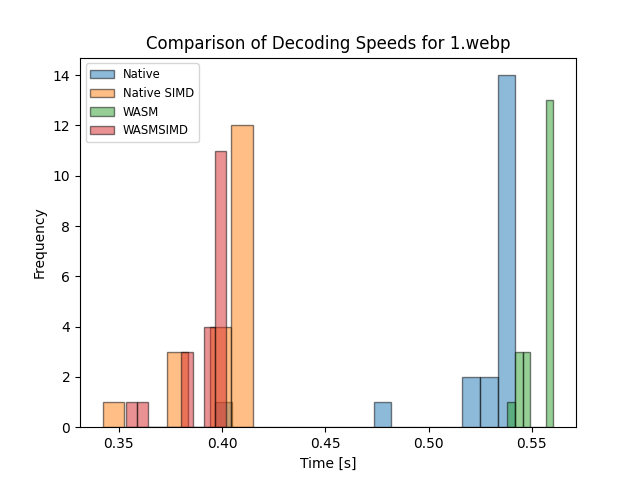 Comparison of Decoding Speeds for 1.webp
Native
Native SIMD
WASM
WASMSIMD
Frequency
14
12
10
8
6
4
2
0
0.35
0.40
0.45
0.50
0.55
Time [s]